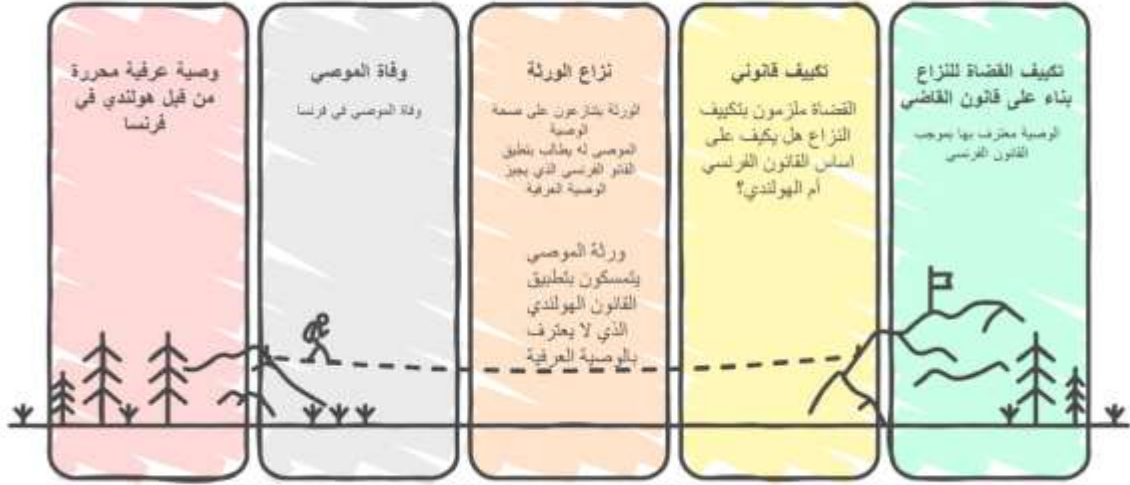 وصية عرفية محررة
من قبل هولندي في
فرنسا
وفاة الموصي
وفاة الموصي في فرنسا
نزاع الورثة
الورثة يتنازعون على صحة
الوصية
الموصي له يطالب بتطبيق
القانو الفرنسي الذي يجيز
الوصية العرفية
ورثة الموصي
يتمسكون بتطبيق
القانون الهولندي
الذي لا يعترف
بالوصية العرفية
تكييف قانوني
القضاة ملزمون بتكييف
النزاع هل يكيف على
اساس القانون الفرنسي
أم الهولندي؟
تكييف القضاة للنزاع
بناء على قانون القاضي
الوصية معترف بها بموجب
القانون الفرنسي